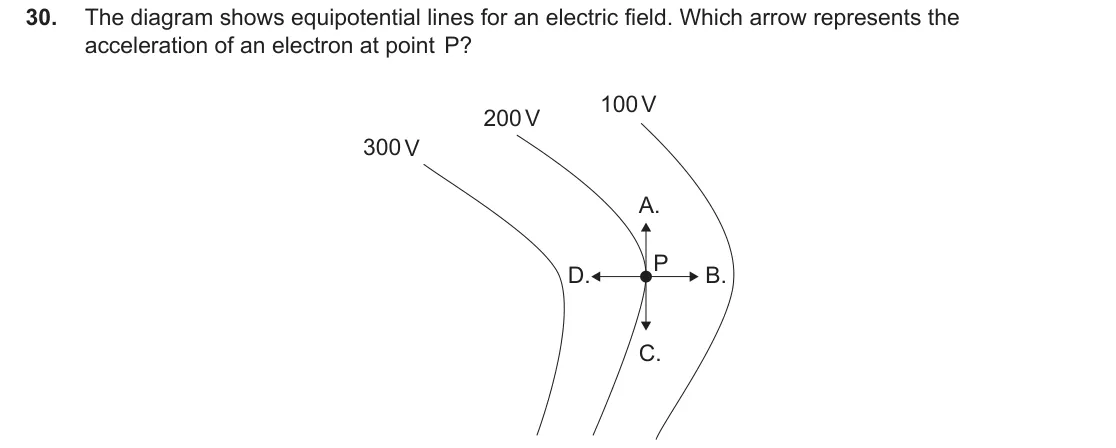 30. The diagram shows equipotential lines for an electric field. Which arrow represents the
acceleration of an electron at point P?
100 V
200 V
300 V
A.
P
D.
B.
C.